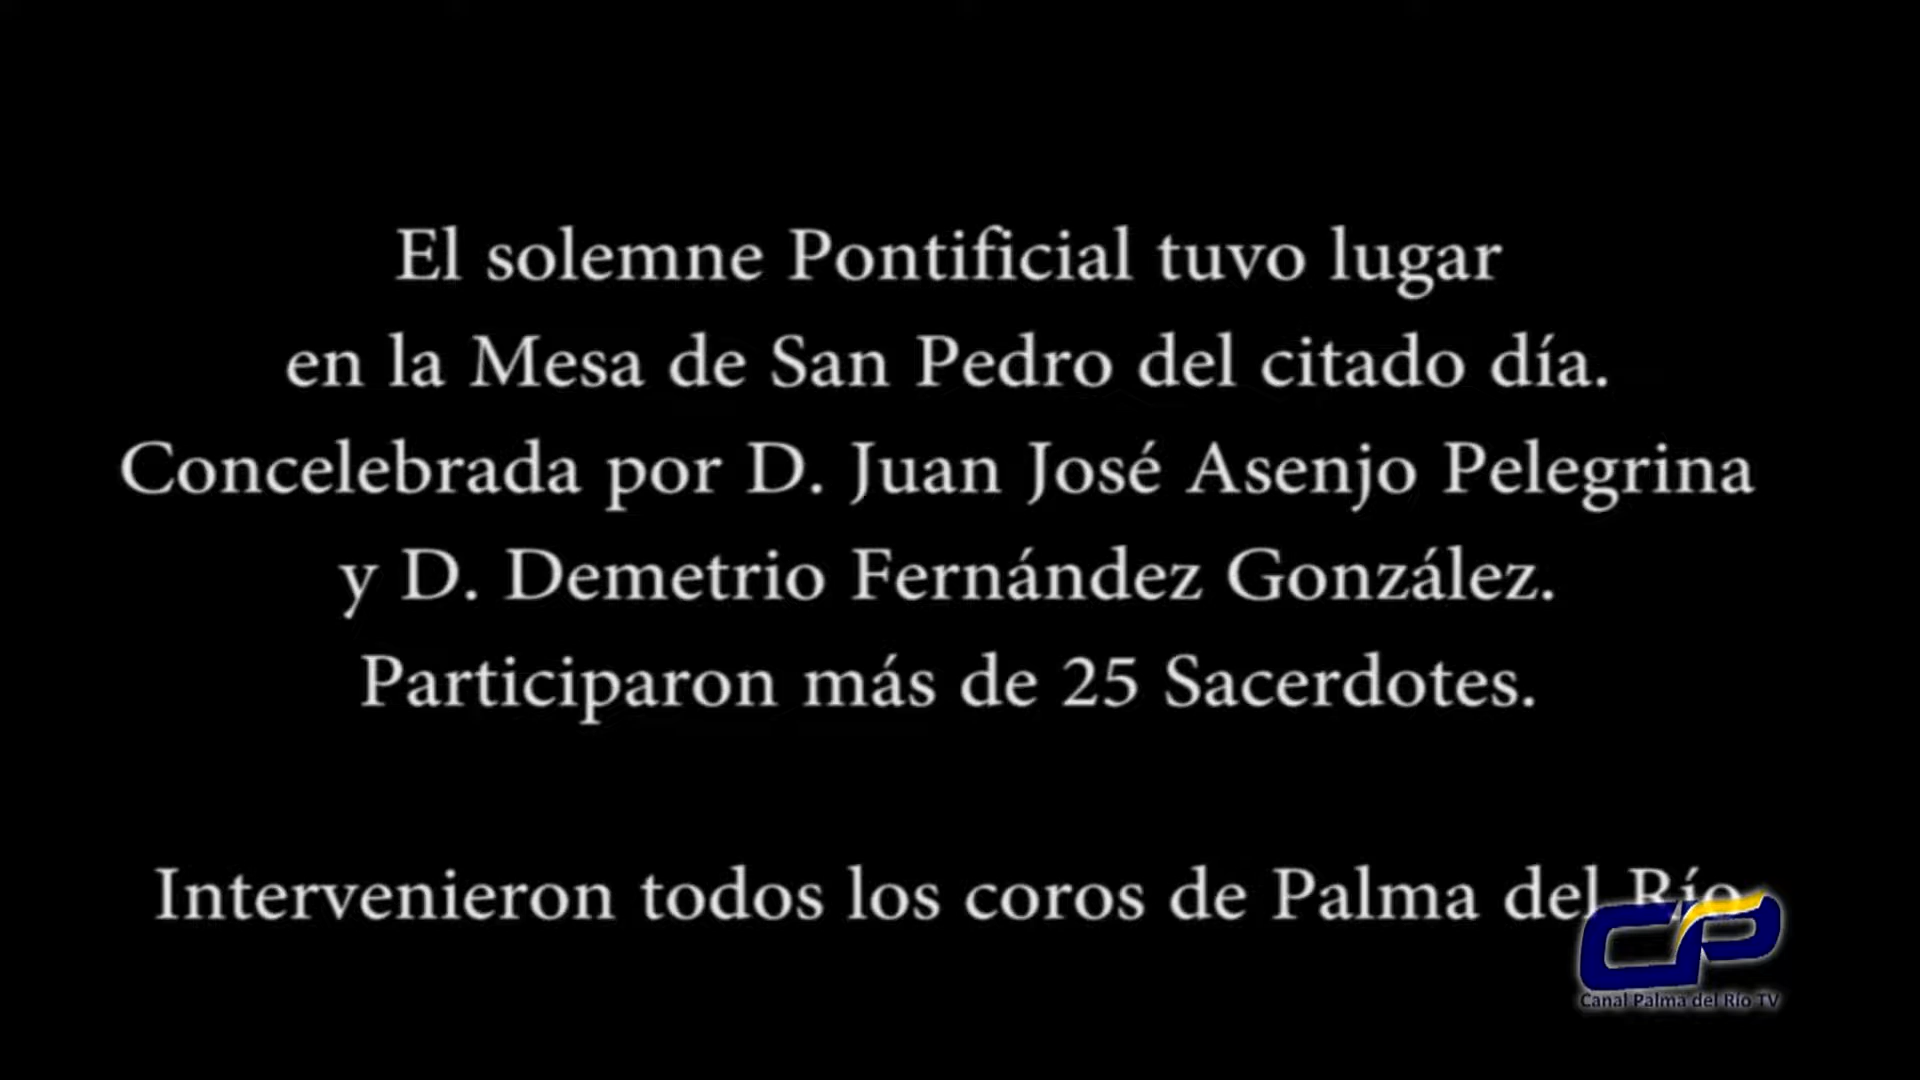 El solemne Pontificial tuvo lugar
en la Mesa de San Pedro del citado día.
Concelebrada por D. Juan José Asenjo Pelegrina
y D. Demetrio Fernández González.
Participaron más de 25 Sacerdotes.
Intervenieron todos los coros de Palma del Río
CP
Canal Palma del Río TV